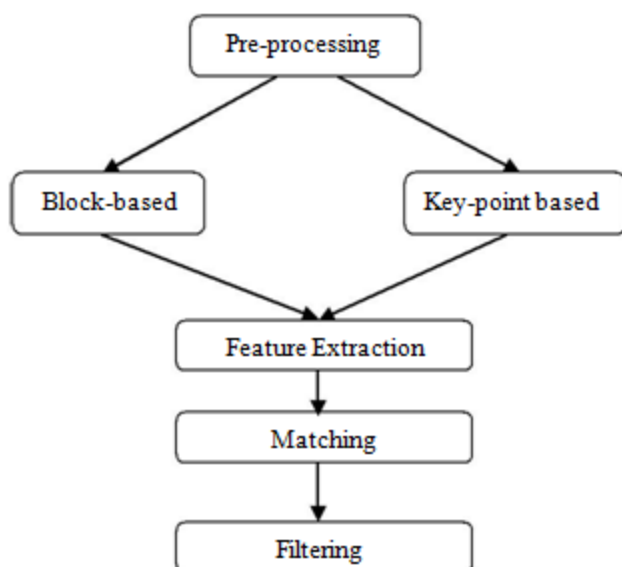 Pre-processing
Block-based
Key-point based
Feature Extraction
Matching
Filtering